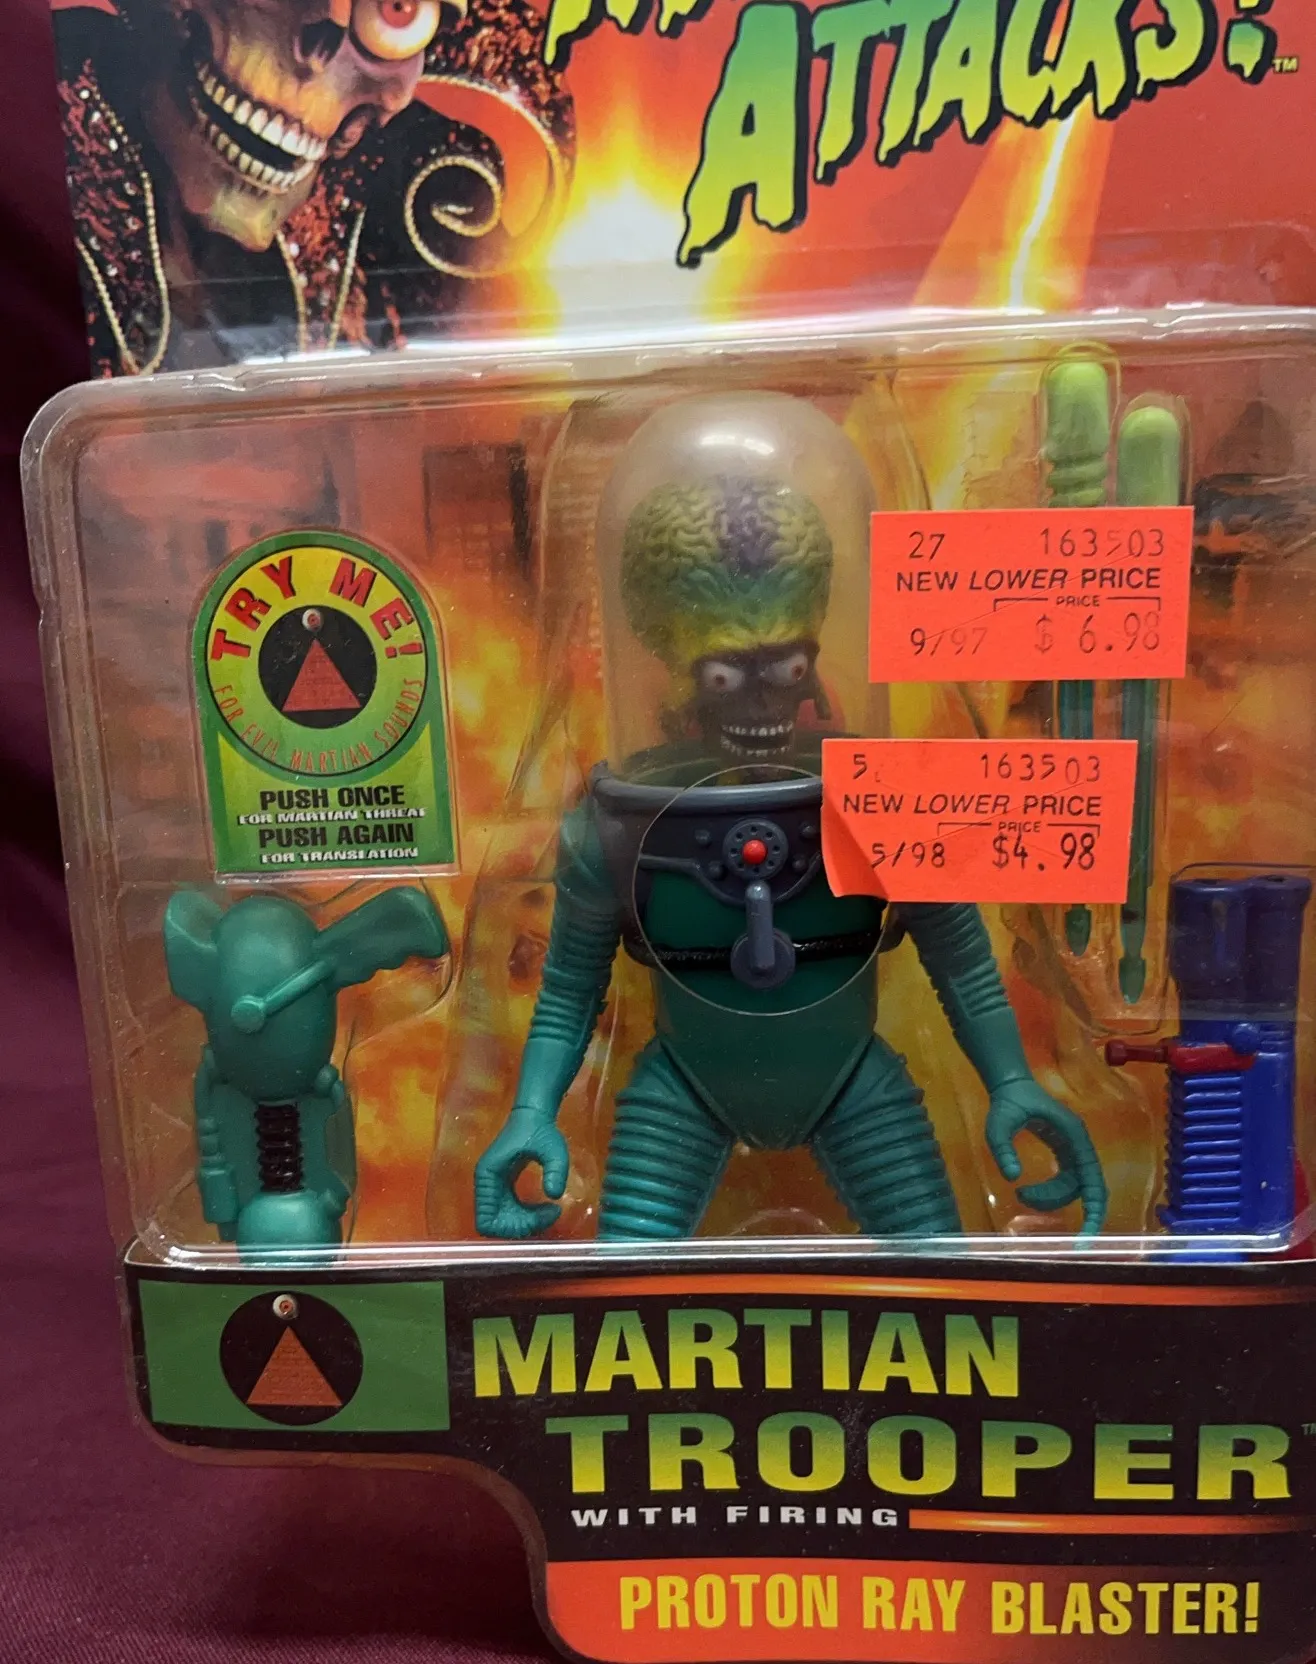 ATTACKS!™
TRY ME!
FOR EVIL MARTIAN SOUNDS
PUSH ONCE
FOR MARTIAN THREAT
PUSH AGAIN
FOR TRANSLATION
27 163503
NEW LOWER PRICE
PRICE
9/97 $ 6.98
5. 163503
NEW LOWER PRICE
PRICE
5/98 $4.98
MARTIAN
TROOPER™
WITH FIRING
PROTON RAY BLASTER!